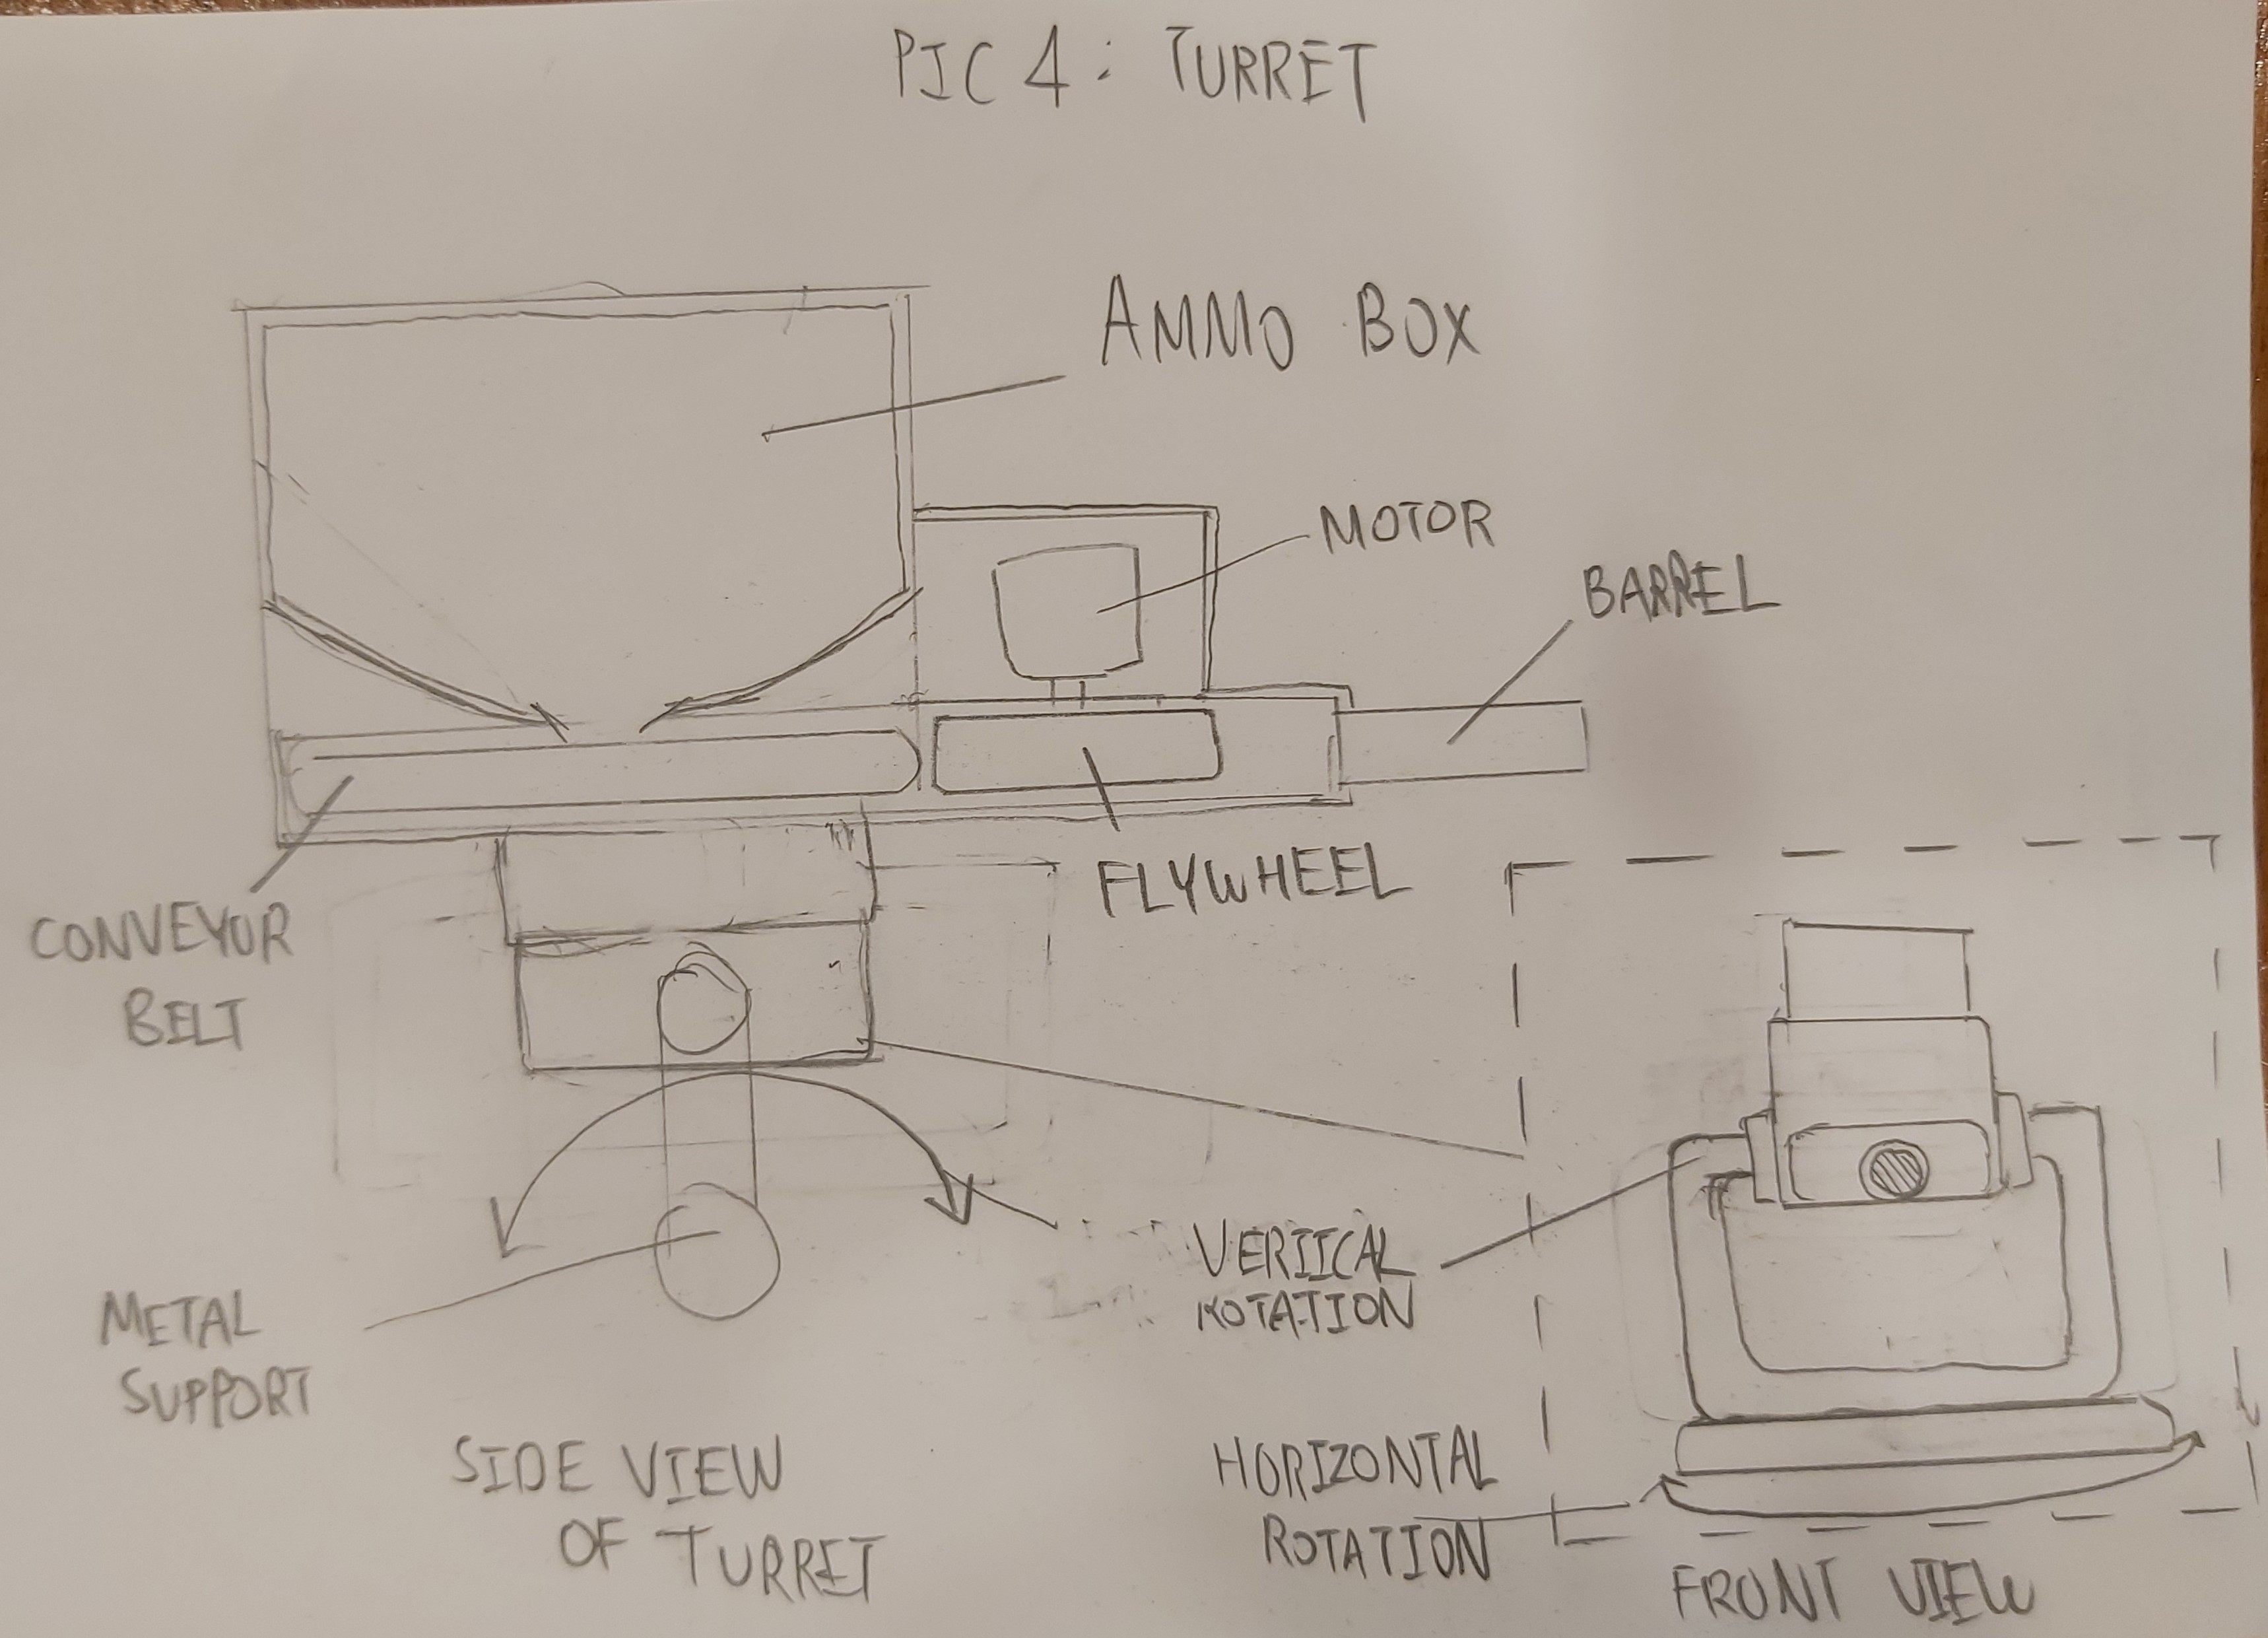 PIC 4: TURRET
AMMO BOX
MOTOR
BARREL
FLYWHEEL
CONVEYOR
BELT
VERTICAL
ROTATION
METAL
SUPPORT
HORIZONTAL
ROTATION
SIDE VIEW
OF TURRET
FRONT VIEW